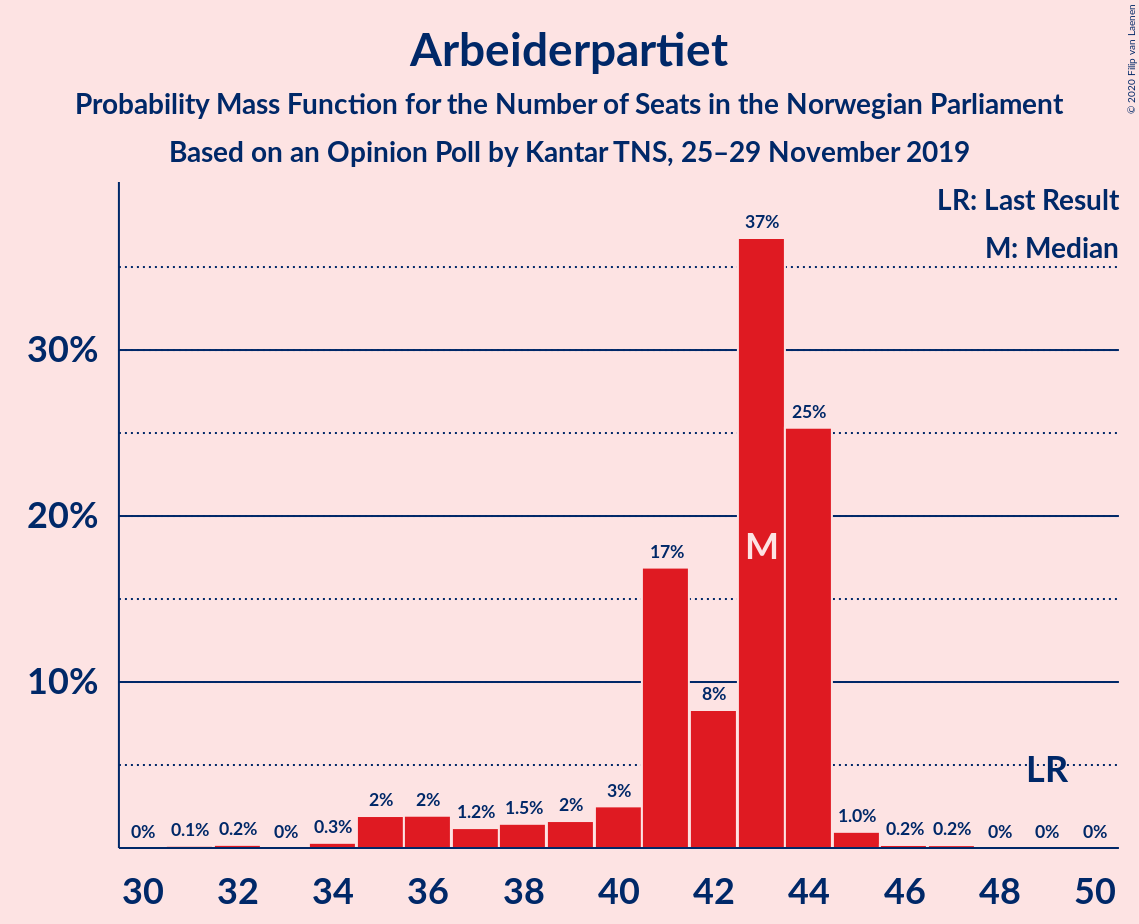 © 2020 Filip van Laenen
Arbeiderpartiet
Probability Mass Function for the Number of Seats in the Norwegian Parliament
Based on an Opinion Poll by Kantar TNS, 25–29 November 2019
LR: Last Result
M: Median
30%
20%
10%
0% 0.1% 0.2% 0% 0.3% 2% 2% 1.2% 1.5% 2% 3% 17% 8% 37% 25% 1.0% 0.2% 0.2% 0% 0% 0%
M
LR
30 32 34 36 38 40 42 44 46 48 50